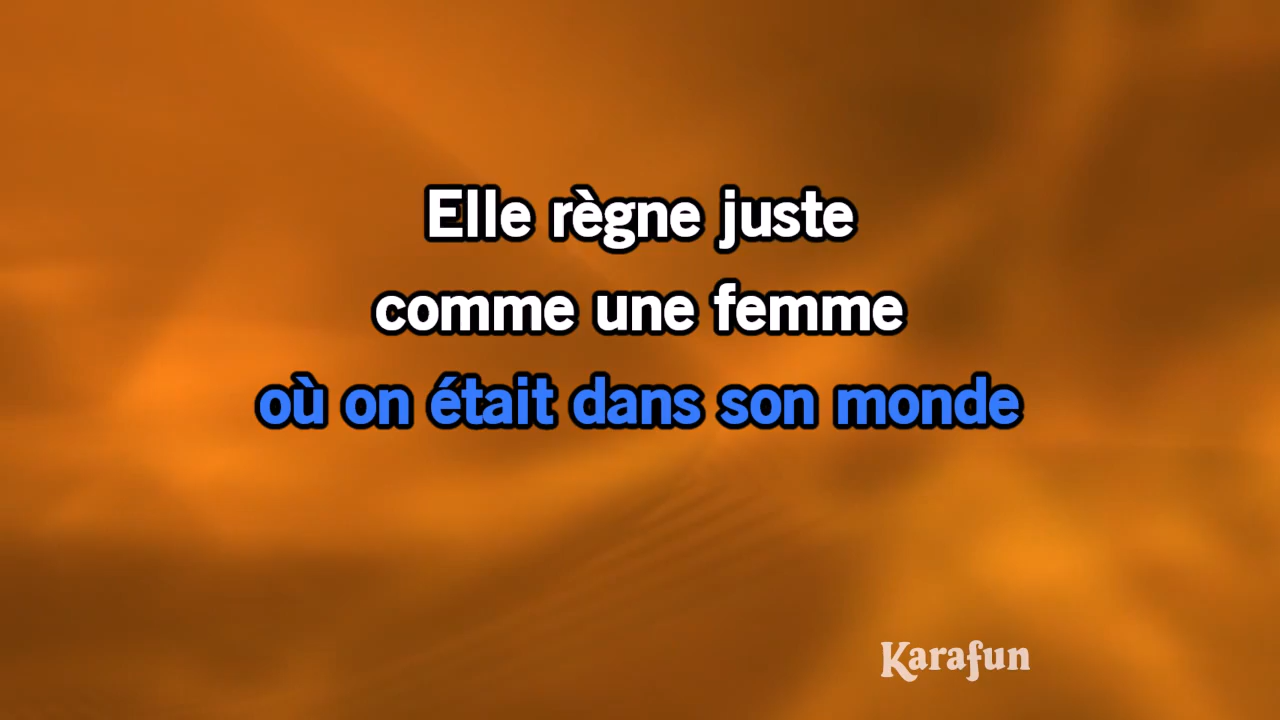 Elle règne juste
comme une femme
où on était dans son monde
Karafun